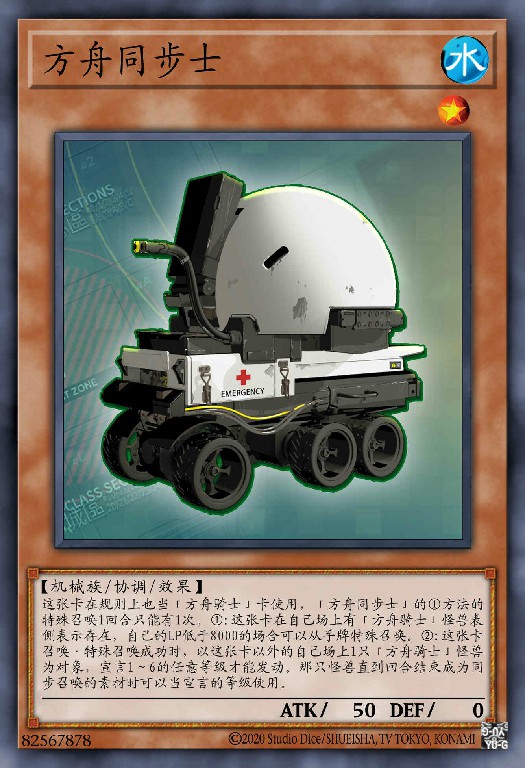 方舟同步士
水
#2
EMERGENCY
【机械族/协调/效果】
这张卡在规则上也当「方舟骑士」卡使用。「方舟同步士」的①方法的
特殊召唤1回合只能有1次。①:这张卡在自己场上有「方舟骑士」怪兽表
侧表示存在，自己的LP低于8000的场合可以从手牌特殊召唤。②:这张卡
召唤·特殊召唤成功时，以这张卡以外的自己场上1只「方舟骑士」怪兽
为对象，宣言1~6的任意等级才能发动。那只怪兽直到回合结束成为同
步召唤的素材时可以当宣言的等级使用。
ATK/ 50 DEF/ 0
82567878 ©2020 Studio Dice/SHUEISHA, TV TOKYO, KONAMI